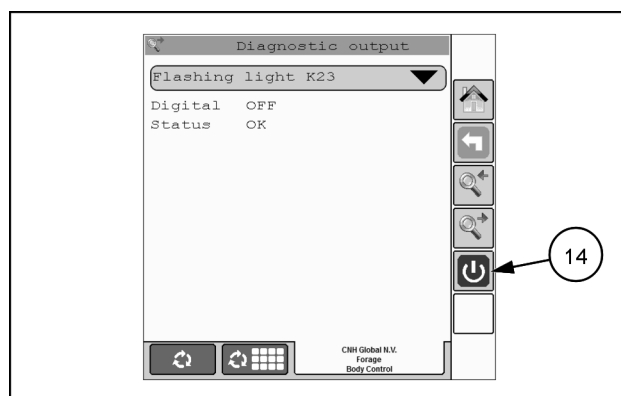 Diagnostic output
Flashing light K23
Digital OFF
Status OK
14
CNH Global N.V.
Forage
Body Control